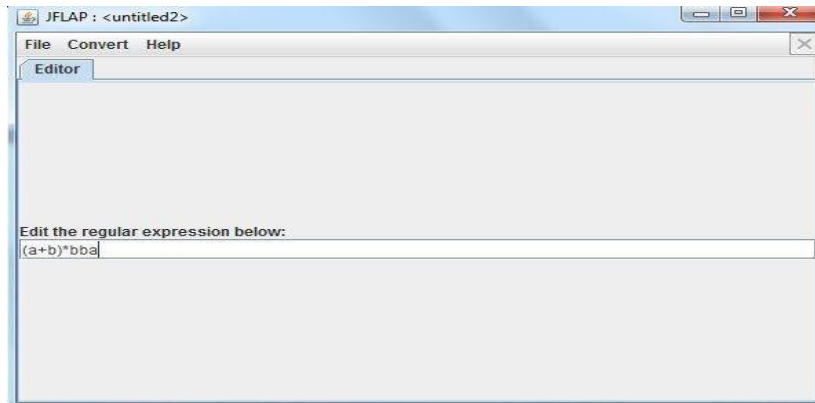 JFLAP : <untitled2>
File Convert Help
Editor
Edit the regular expression below:
(a+b)*bba